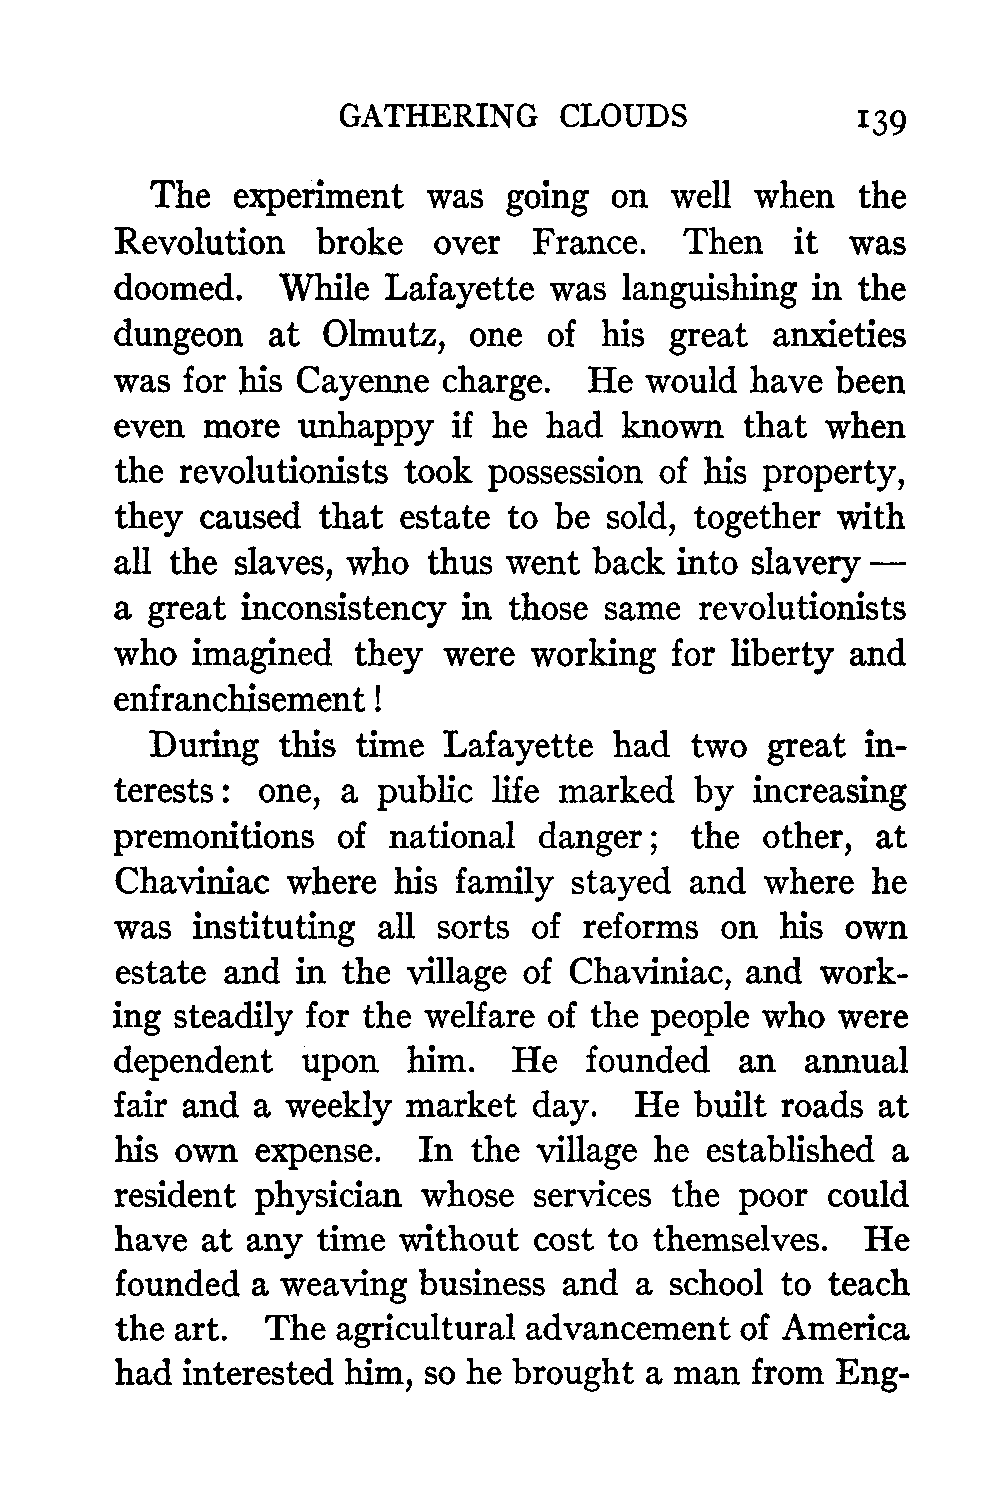 GATHERING CLOUDS 139
The experiment was going on well when the
Revolution broke over France. Then it was
doomed. While Lafayette was languishing in the
dungeon at Olmutz, one of his great anxieties
was for his Cayenne charge. He would have been
even more unhappy if he had known that when
the revolutionists took possession of his property,
they caused that estate to be sold, together with
all the slaves, who thus went back into slavery —
a great inconsistency in those same revolutionists
who imagined they were working for liberty and
enfranchisement!
During this time Lafayette had two great in-
terests: one, a public life marked by increasing
premonitions of national danger; the other, at
Chaviniac where his family stayed and where he
was instituting all sorts of reforms on his own
estate and in the village of Chaviniac, and work-
ing steadily for the welfare of the people who were
dependent upon him. He founded an annual
fair and a weekly market day. He built roads at
his own expense. In the village he established a
resident physician whose services the poor could
have at any time without cost to themselves. He
founded a weaving business and a school to teach
the art. The agricultural advancement of America
had interested him, so he brought a man from Eng-